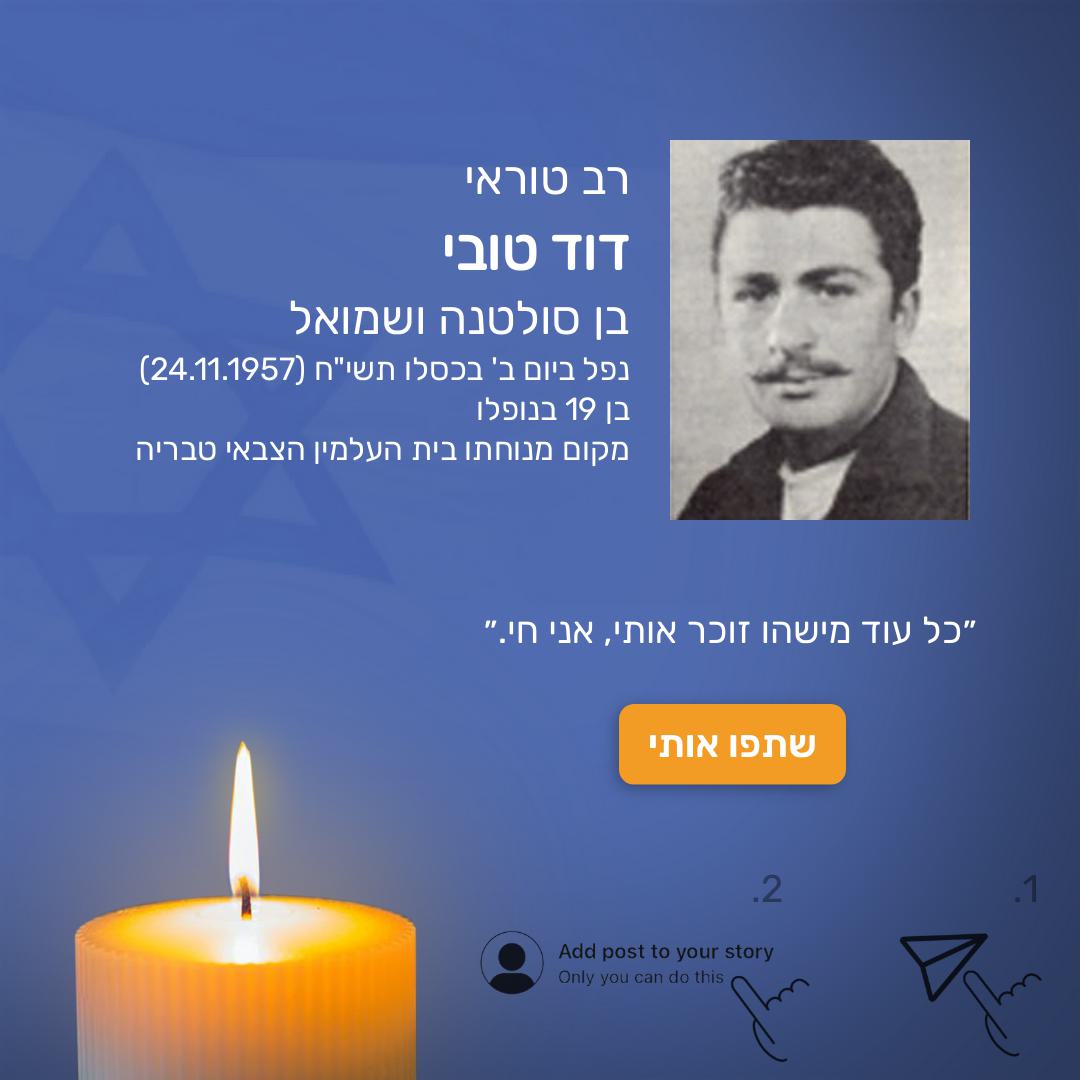 רב טוראי
דוד טובי
בן סולטנה ושמואל
נפל ביום ב' בכסלו תשי"ח (24.11.1957)
בן 19 בנופלו
מקום מנוחתו בית העלמין הצבאי טבריה
״כל עוד מישהו זוכר אותי, אני חי.״
שתפו אותי
1.
2.
Add post to your story
Only you can do this